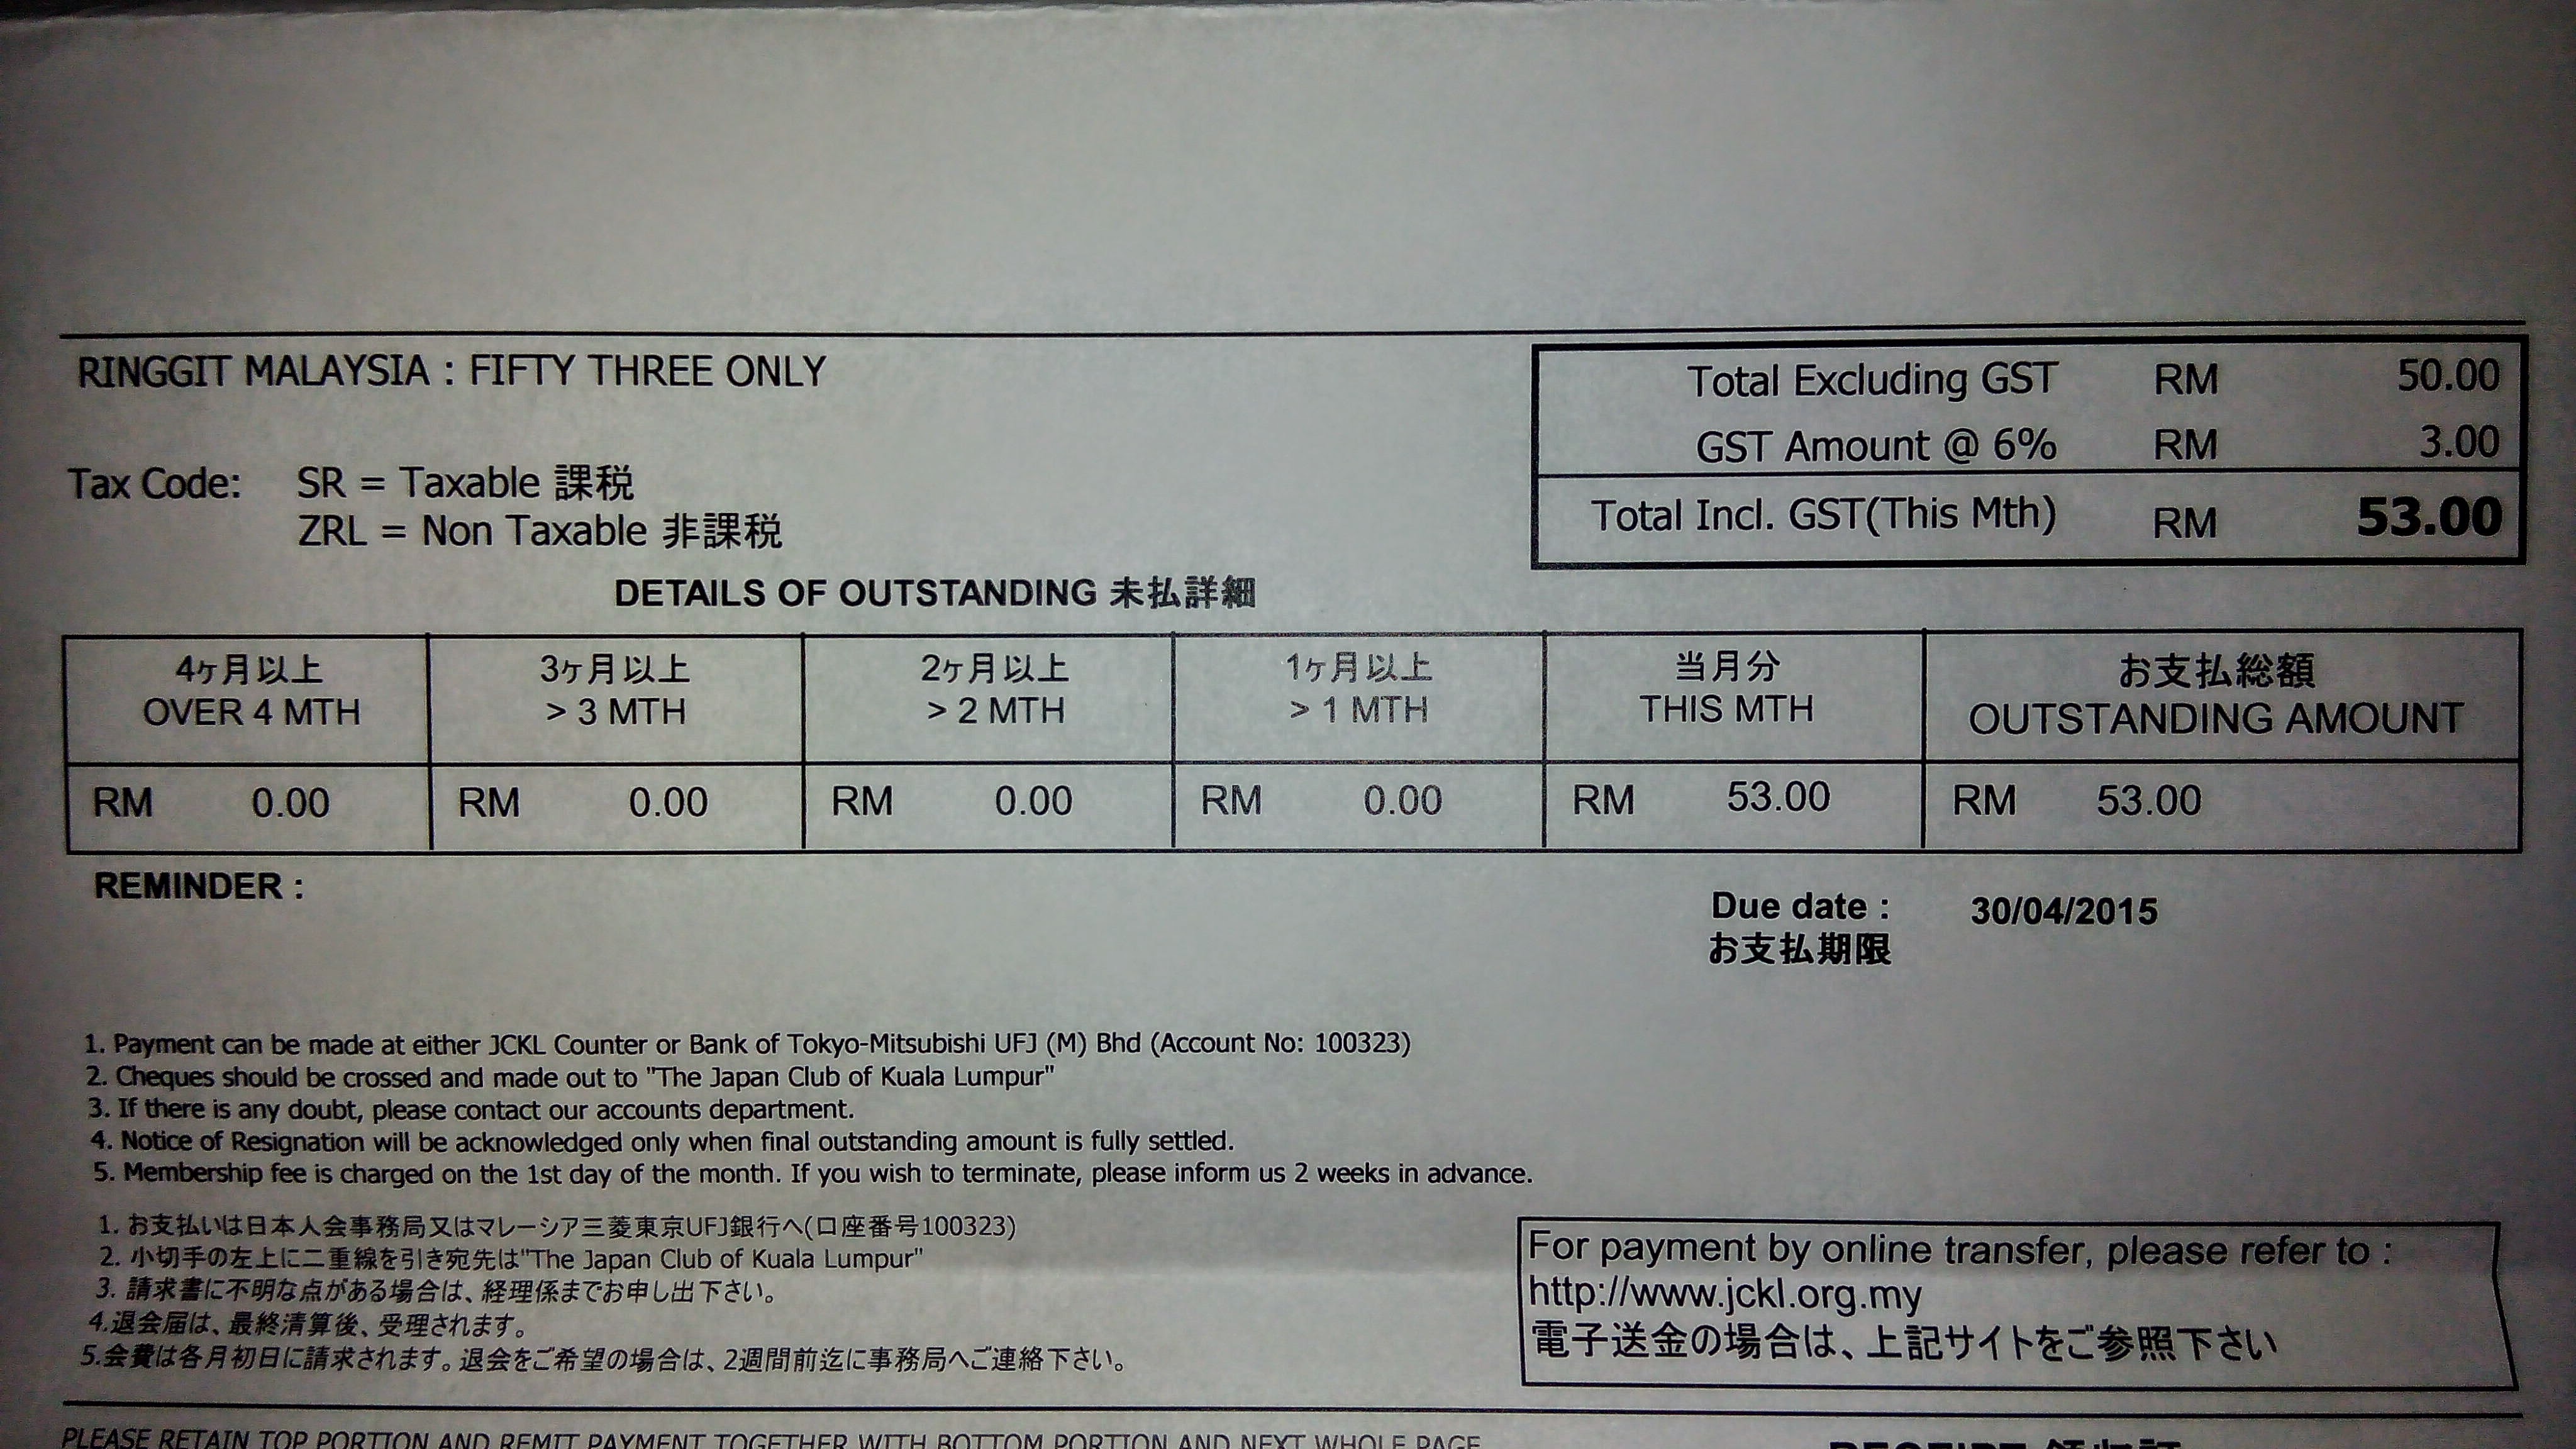 RINGGIT MALAYSIA : FIFTY THREE ONLY
Total Excluding GST RM 50.00
GST Amount @ 6% RM 3.00
Total Incl. GST(This Mth) RM 53.00
Tax Code: SR = Taxable 課税
ZRL = Non Taxable 非課税
DETAILS OF OUTSTANDING 未払詳細
4ヶ月以上 3ヶ月以上 2ヶ月以上 1ヶ月以上 当月分 お支払総額
OVER 4 MTH > 3 MTH > 2 MTH > 1 MTH THIS MTH OUTSTANDING AMOUNT
RM 0.00 RM 0.00 RM 0.00 RM 0.00 RM 53.00 RM 53.00
REMINDER :
Due date : 30/04/2015
お支払期限
1. Payment can be made at either JCKL Counter or Bank of Tokyo-Mitsubishi UFJ (M) Bhd (Account No: 100323)
2. Cheques should be crossed and made out to "The Japan Club of Kuala Lumpur"
3. If there is any doubt, please contact our accounts department.
4. Notice of Resignation will be acknowledged only when final outstanding amount is fully settled.
5. Membership fee is charged on the 1st day of the month. If you wish to terminate, please inform us 2 weeks in advance.
1. お支払いは日本人会事務局又はマレーシア三菱東京UFJ銀行へ(口座番号100323)
2. 小切手の左上に二重線を引き宛先は"The Japan Club of Kuala Lumpur"
3. 請求書に不明な点がある場合は、経理係までお申し出下さい。
4.退会届は、最終清算後、受理されます。
5.会費は各月初日に請求されます。退会をご希望の場合は、2週間前迄に事務局へご連絡下さい。
For payment by online transfer, please refer to :
http://www.jckl.org.my
電子送金の場合は、上記サイトをご参照下さい
PLEASE RETAIN TOP PORTION AND REMIT PAYMENT TOGETHER WITH BOTTOM PORTION AND NEXT WHOLE PAGE
RECEIPT 領収証